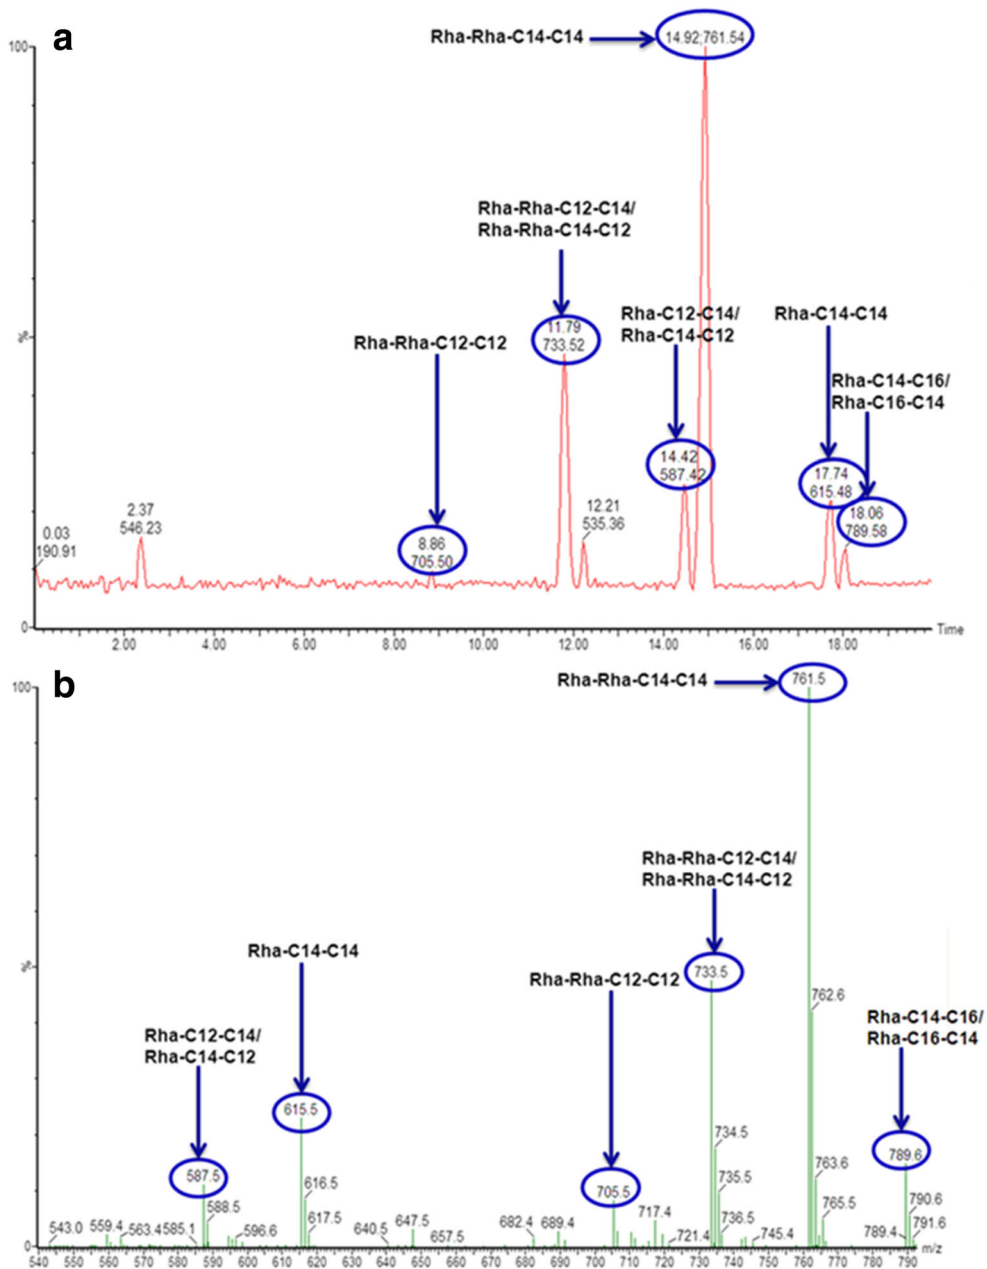 a
100
%
0
Rha-Rha-C14-C14
14.92;761.54
Rha-Rha-C12-C14/
Rha-Rha-C14-C12
11.79
733.52
Rha-C12-C14/
Rha-C14-C12
14.42
587.42
Rha-C14-C14
17.74
615.48
Rha-C14-C16/
Rha-C16-C14
18.06
789.58
Rha-Rha-C12-C12
8.86
705.50
12.21
535.36
2.37
546.23
0.03
190.91
2.00 4.00 6.00 8.00 10.00 12.00 14.00 16.00 18.00
Time
b
100
%
0
Rha-Rha-C14-C14
761.5
Rha-Rha-C12-C14/
Rha-Rha-C14-C12
733.5
Rha-C14-C14
615.5
Rha-Rha-C12-C12
705.5
Rha-C12-C14/
Rha-C14-C12
587.5
Rha-C14-C16/
Rha-C16-C14
789.6
762.6
734.5
763.6
735.5
765.5
736.5
616.5
617.5
588.5
790.6
791.6
543.0 559.4 563.4 585.1 596.6 640.5 647.5 657.5 682.4 689.4 717.4 721.4 745.4 789.4
m/z
540 550 560 570 580 590 600 610 620 630 640 650 660 670 680 690 700 710 720 730 740 750 760 770 780 790